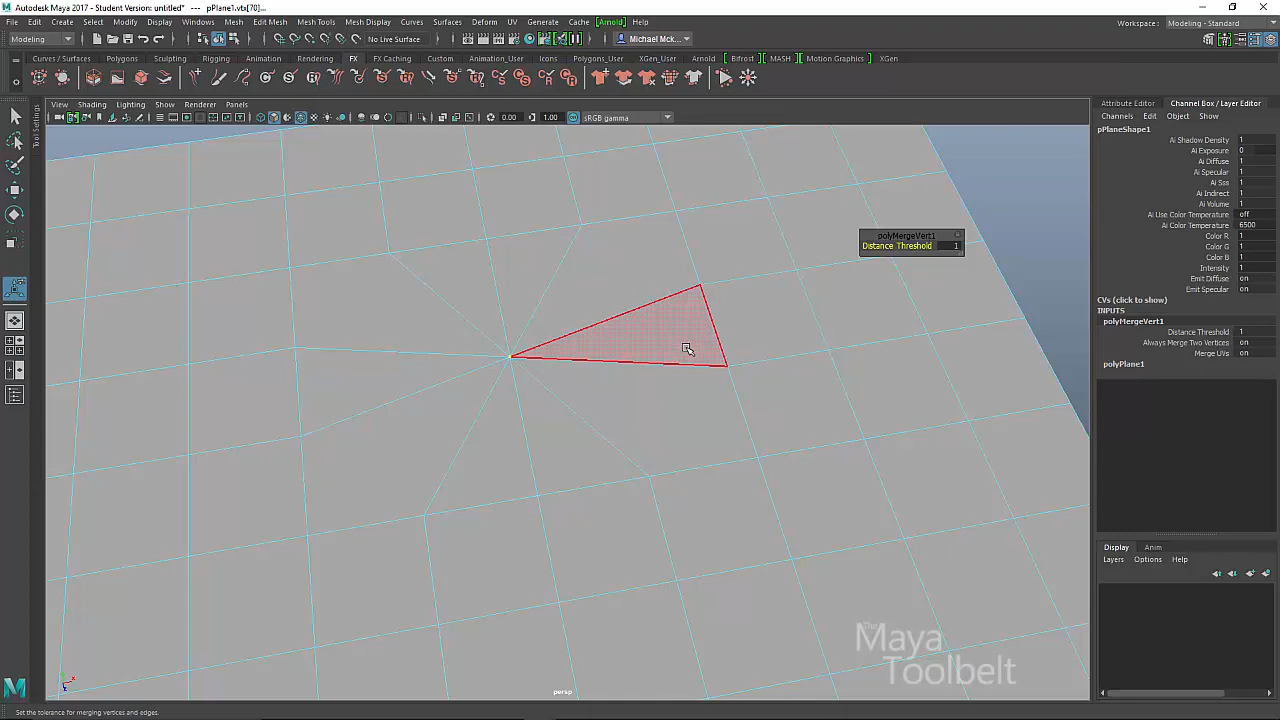 Autodesk Maya 2017 - Student Version: untitled* --- pPlane1.vtx[70]...
File Edit Create Select Modify Display Windows Mesh Edit Mesh Mesh Tools Mesh Display Curves Surfaces Deform UV Generate Cache [Arnold] Help
Workspace : Modeling - Standard
Modeling No Live Surface Michael Mck...
Curves / Surfaces Polygons Sculpting Rigging Animation Rendering FX FX Caching Custom Animation_User Icons Polygons_User XGen_User Arnold Bifrost MASH Motion Graphics XGen
View Shading Lighting Show Renderer Panels
0.00 1.00 sRGB gamma
Tool Settings
polyMergeVert1
Distance Threshold 1
persp
The
Maya
Toolbelt
Attribute Editor Channel Box / Layer Editor
Channels Edit Object Show
pPlaneShape1
Ai Shadow Density 1
Ai Exposure 0
Ai Diffuse 1
Ai Specular 1
Ai Sss 1
Ai Indirect 1
Ai Volume 1
Ai Use Color Temperature off
Ai Color Temperature 6500
Color R 1
Color G 1
Color B 1
Intensity 1
Emit Diffuse on
Emit Specular on
CVs (click to show)
INPUTS
polyMergeVert1
Distance Threshold 1
Always Merge Two Vertices on
Merge UVs on
polyPlane1
Display Anim
Layers Options Help
Set the tolerance for merging vertices and edges.